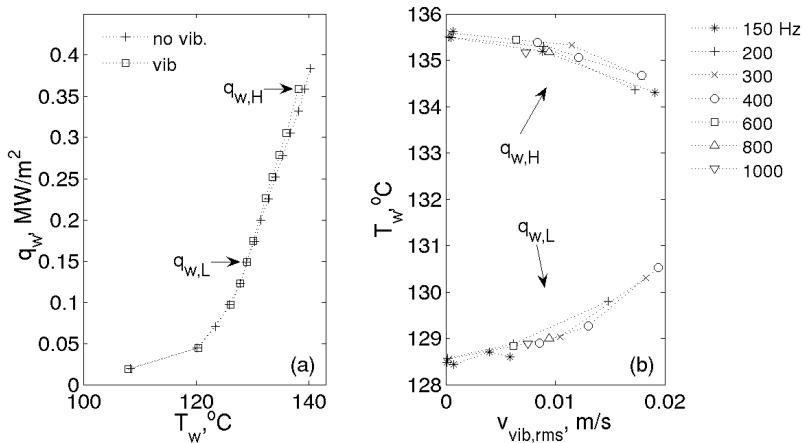 0.4
0.35
0.3
0.25
0.2
0.15
0.1
0.05
0
100
120
140
q_w, MW/m²
T_w, °C
no vib.
vib
q_w,H
q_w,L
(a)
136
135
134
133
132
131
130
129
128
0
0.01
0.02
T_w, °C
v_vib,rms, m/s
q_w,H
q_w,L
(b)
150 Hz
200
300
400
600
800
1000